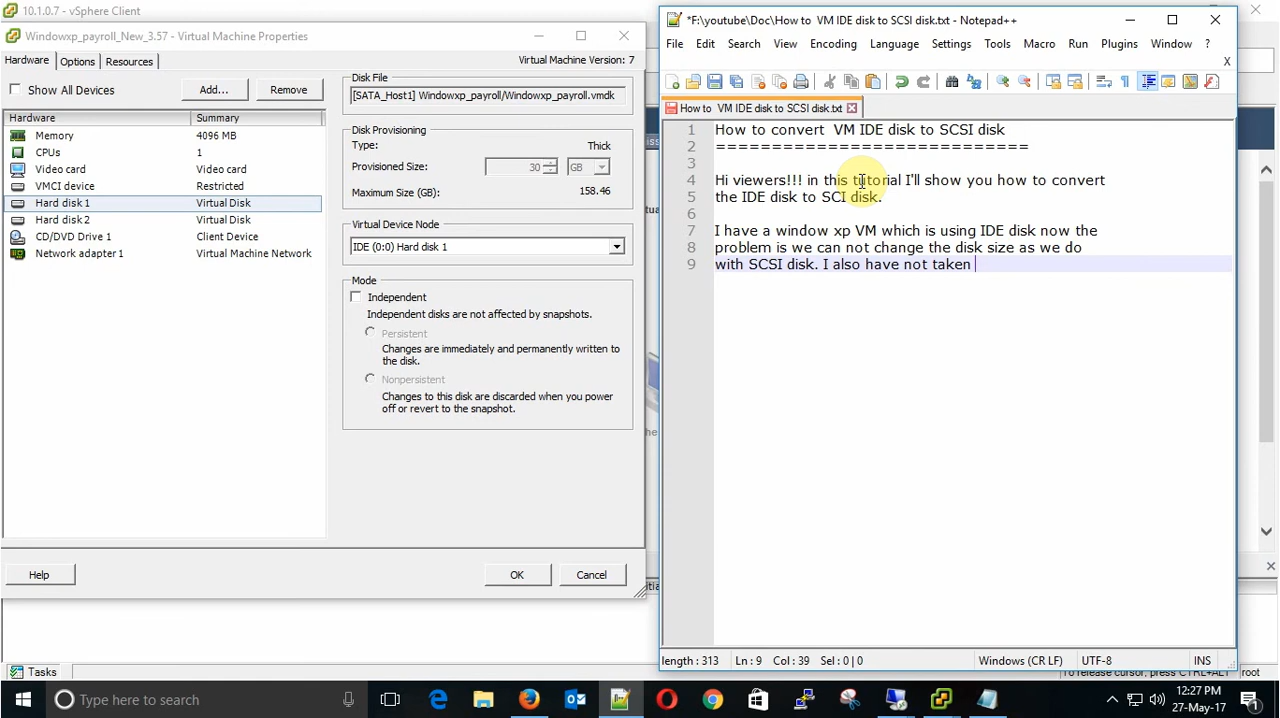 10.1.0.7 - vSphere Client
Windowxp_payroll_New_3.57 - Virtual Machine Properties
Hardware Options Resources
Virtual Machine Version: 7
Show All Devices
Add... Remove
Hardware Summary
Memory 4096 MB
CPUs 1
Video card Video card
VMCI device Restricted
Hard disk 1 Virtual Disk
Hard disk 2 Virtual Disk
CD/DVD Drive 1 Client Device
Network adapter 1 Virtual Machine Network
Disk File
[SATA_Host1] Windowxp_payroll/Windowxp_payroll.vmdk
Disk Provisioning
Type: Thick
Provisioned Size: 30 GB
Maximum Size (GB): 158.46
Virtual Device Node
IDE (0:0) Hard disk 1
Mode
Independent
Independent disks are not affected by snapshots.
Persistent
Changes are immediately and permanently written to
the disk.
Nonpersistent
Changes to this disk are discarded when you power
off or revert to the snapshot.
Help OK Cancel
*F:\youtube\Doc\How to  VM IDE disk to SCSI disk.txt - Notepad++
File Edit Search View Encoding Language Settings Tools Macro Run Plugins Window ?
X
How to  VM IDE disk to SCSI disk.txt
1 How to convert  VM IDE disk to SCSI disk
2 ============================
3
4 Hi viewers!!! in this tutorial I'll show you how to convert
5 the IDE disk to SCI disk.
6
7 I have a window xp VM which is using IDE disk now the
8 problem is we can not change the disk size as we do
9 with SCSI disk. I also have not taken
length : 313 Ln : 9 Col : 39 Sel : 0 | 0 Windows (CR LF) UTF-8 INS
Tasks
To release cursor, press CTRL+ALT root
Type here to search
12:27 PM
27-May-17
1